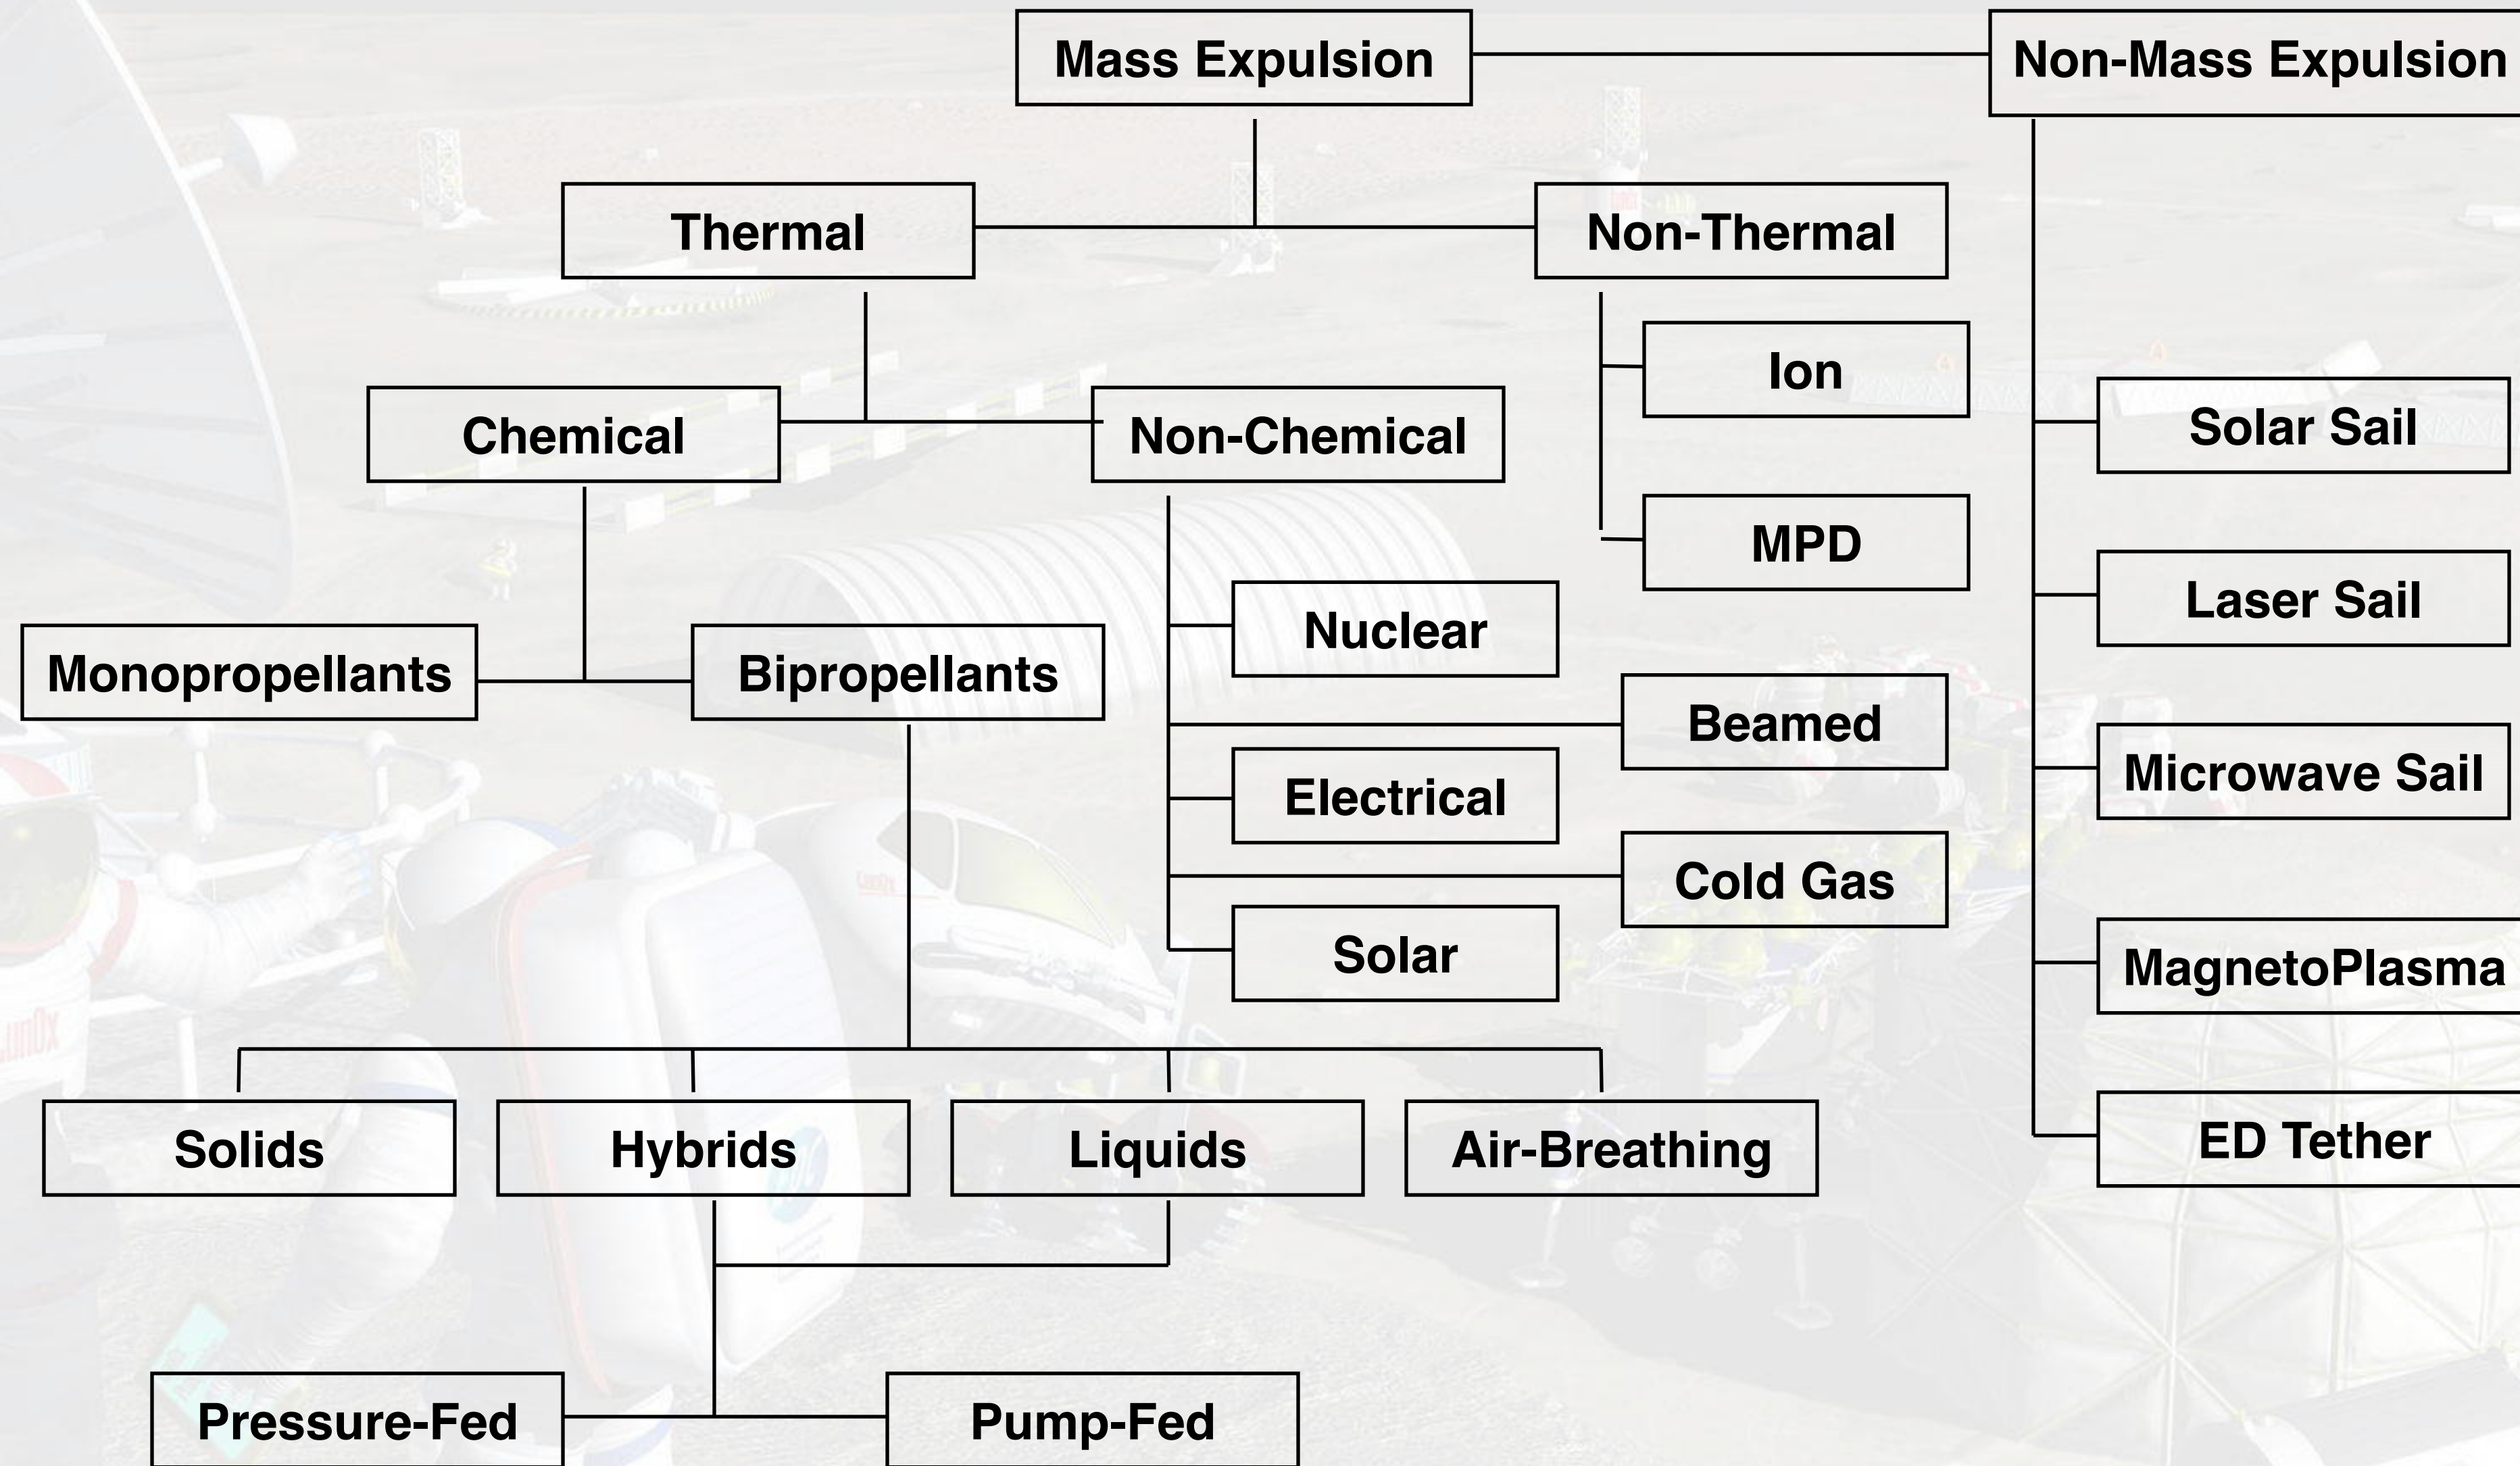 Mass Expulsion
Non-Mass Expulsion
Thermal
Non-Thermal
Ion
Chemical
Non-Chemical
Solar Sail
MPD
Laser Sail
Nuclear
Monopropellants
Bipropellants
Beamed
Microwave Sail
Electrical
Cold Gas
Solar
MagnetoPlasma
Solids
Hybrids
Liquids
Air-Breathing
ED Tether
Pressure-Fed
Pump-Fed